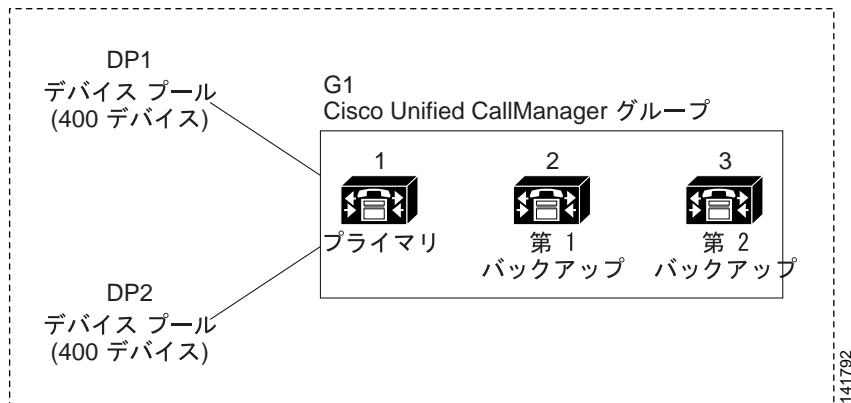 DP1
デバイス プール
(400 デバイス)
G1
Cisco Unified CallManager グループ
1
2
3
プライマリ
第 1
バックアップ
第 2
バックアップ
DP2
デバイス プール
(400 デバイス)
141792